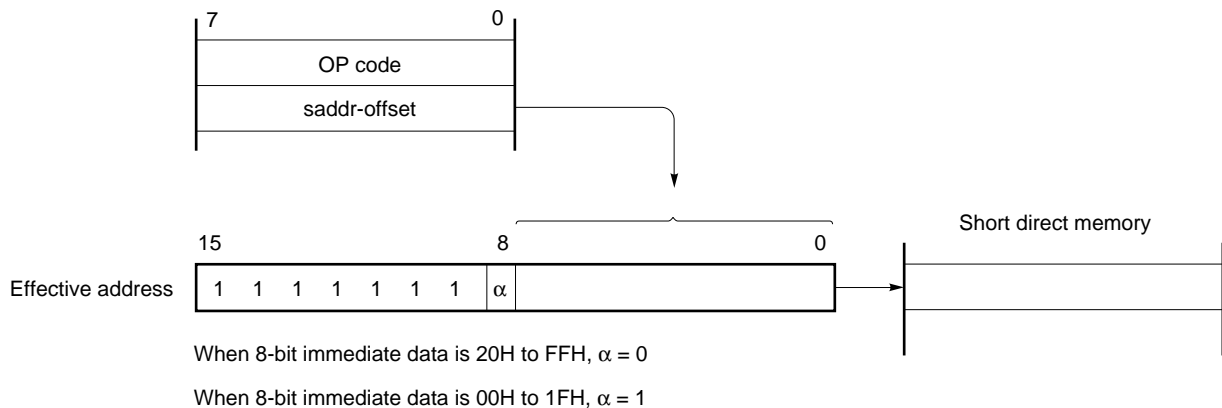 7 0
OP code
saddr-offset
Short direct memory
15 8 0
Effective address 1 1 1 1 1 1 1 α
When 8-bit immediate data is 20H to FFH, α = 0
When 8-bit immediate data is 00H to 1FH, α = 1